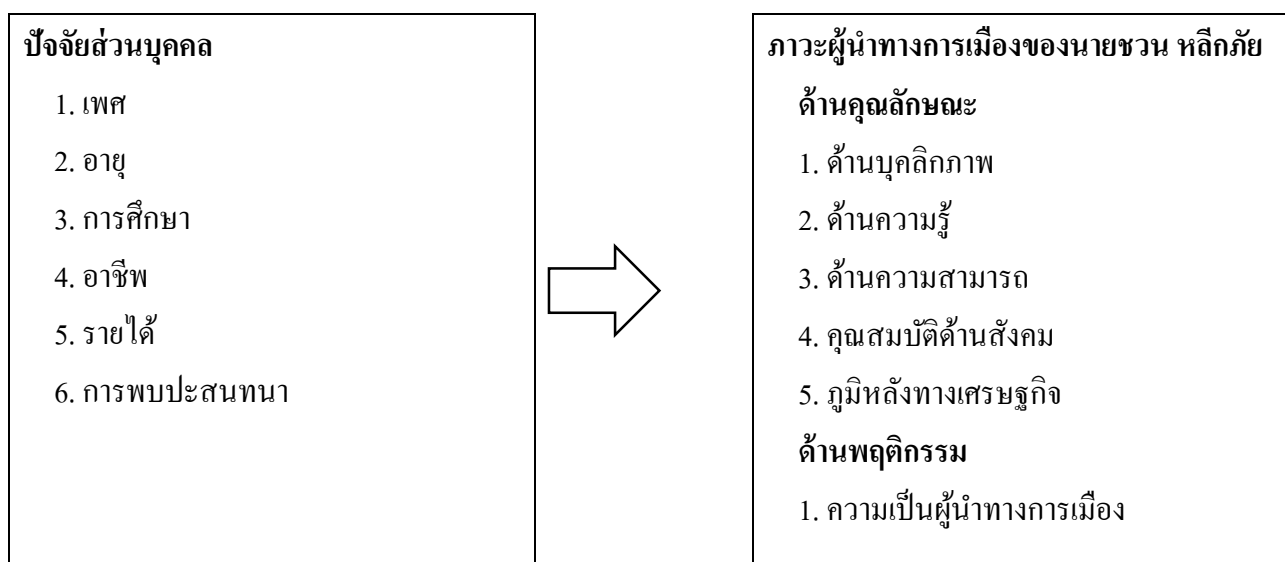 ปัจจัยส่วนบุคคล
1. เพศ
2. อายุ
3. การศึกษา
4. อาชีพ
5. รายได้
6. การพบปะสนทนา
ภาวะผู้นำทางการเมืองของนายชวน หลีกภัย
ด้านคุณลักษณะ
1. ด้านบุคลิกภาพ
2. ด้านความรู้
3. ด้านความสามารถ
4. คุณสมบัติด้านสังคม
5. ภูมิหลังทางเศรษฐกิจ
ด้านพฤติกรรม
1. ความเป็นผู้นำทางการเมือง